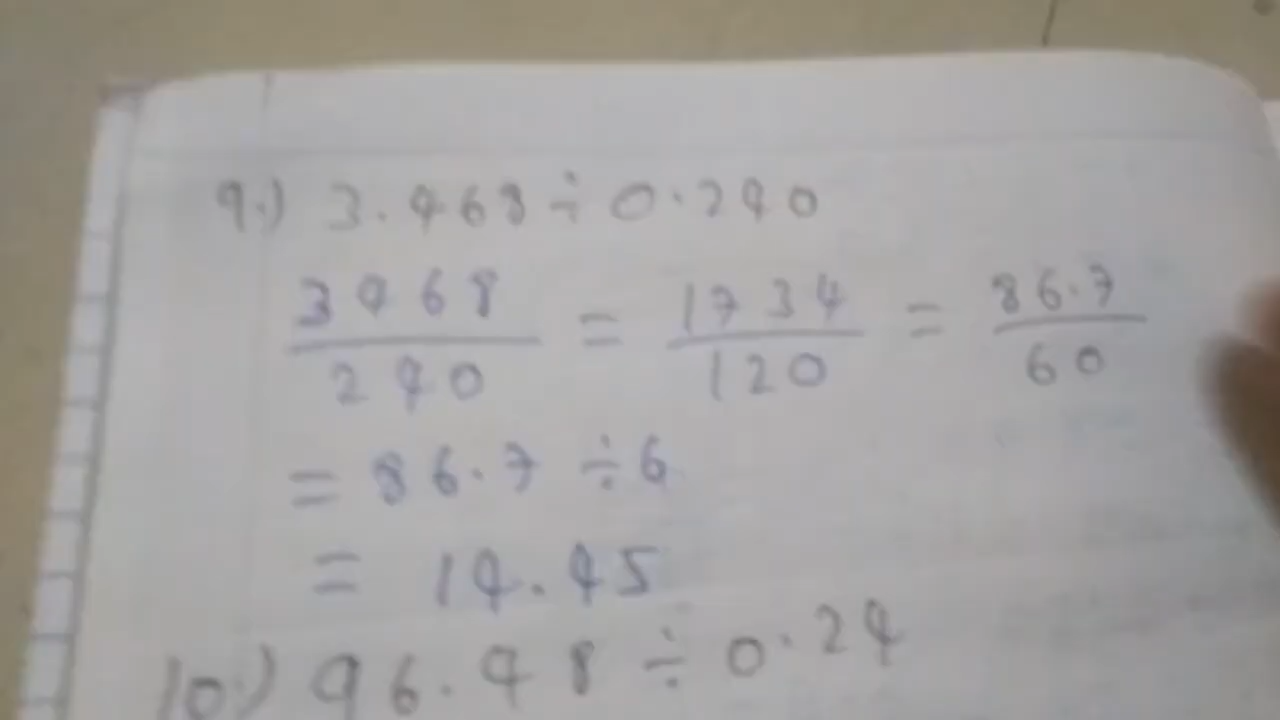 9.) 3.468 ÷ 0.240
3468/240 = 1734/120 = 86.7/60
= 86.7 ÷ 6
= 14.45
10.) 96.48 ÷ 0.24